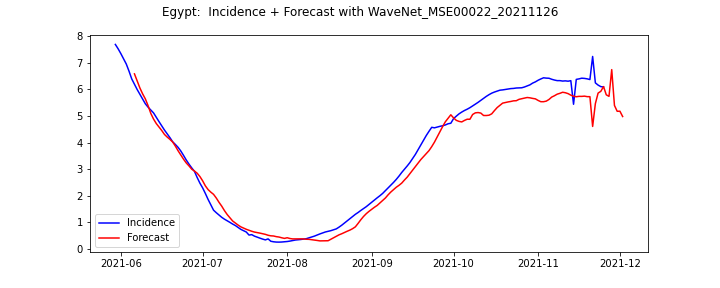 Egypt:  Incidence + Forecast with WaveNet_MSE00022_20211126
8
7
6
5
4
3
2
1
0
Incidence
Forecast
2021-06 2021-07 2021-08 2021-09 2021-10 2021-11 2021-12